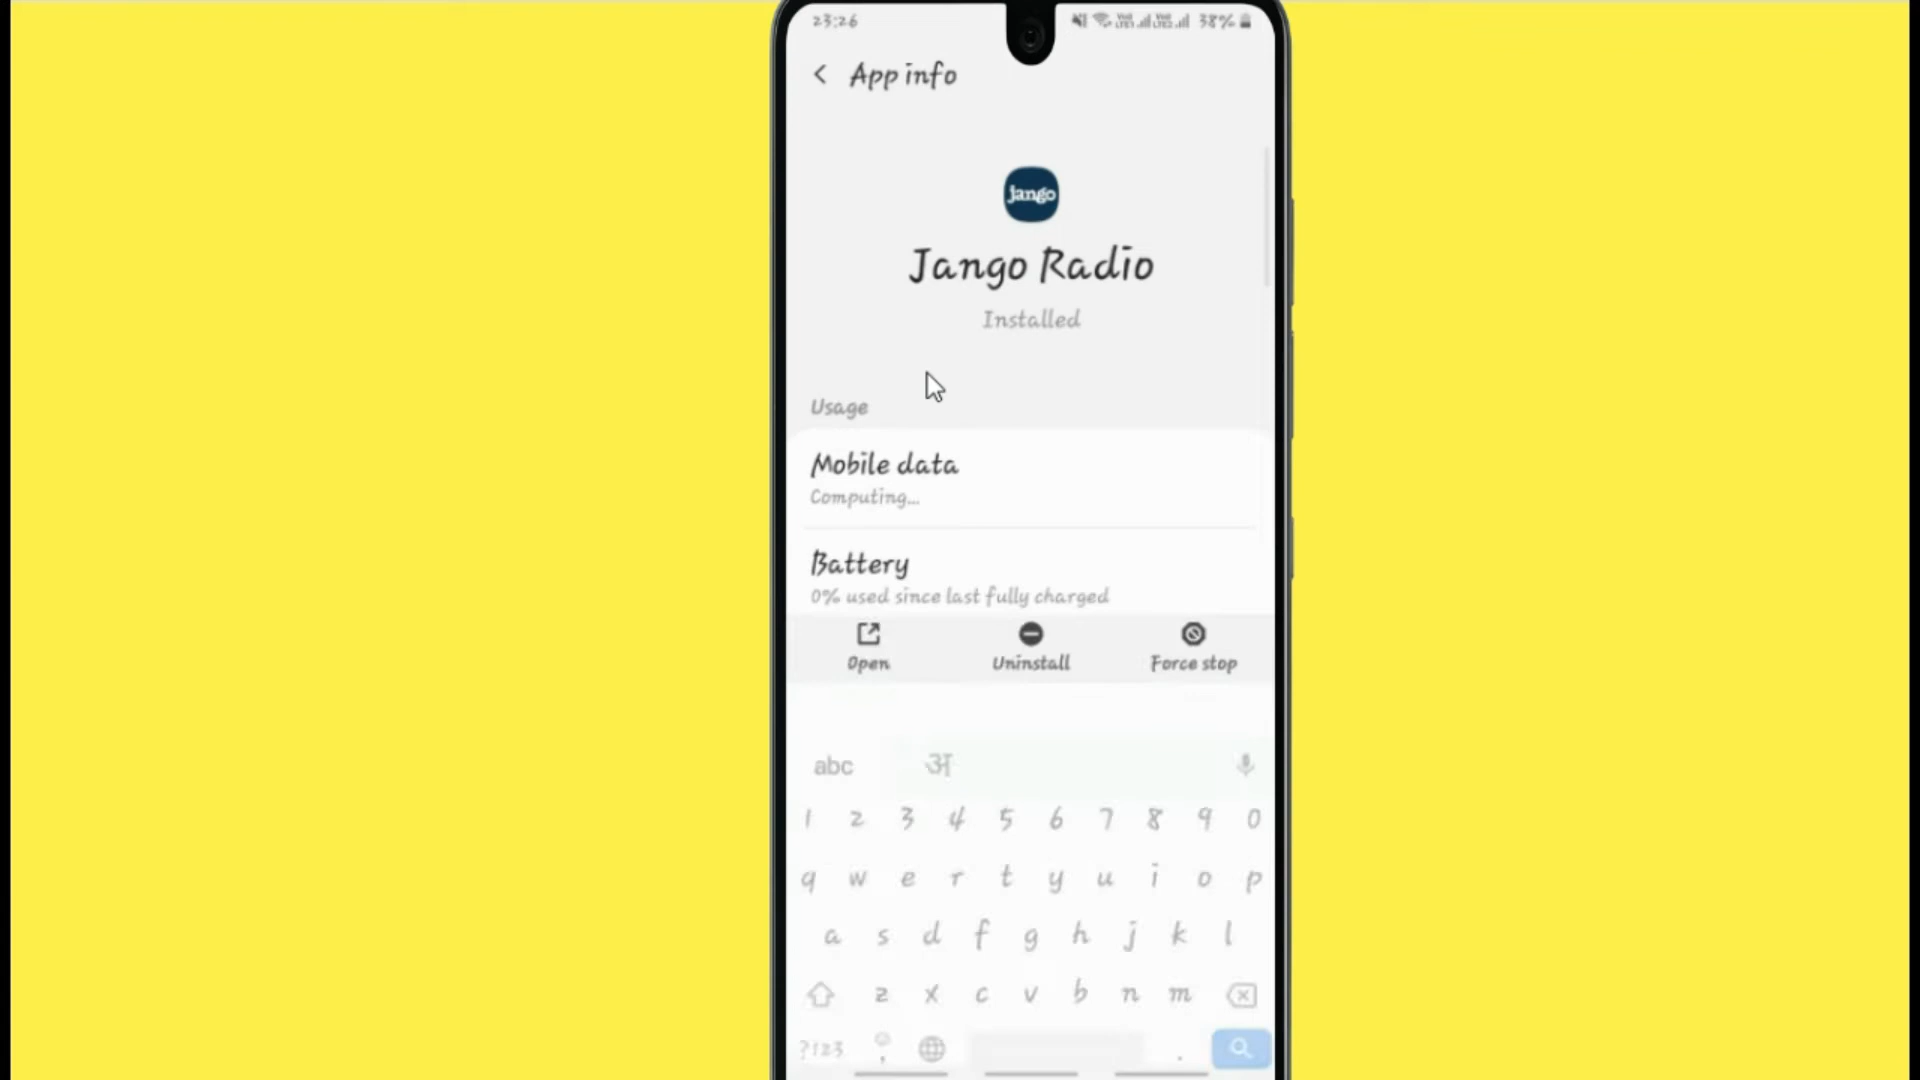 23:26 38%
App info
jango
Jango Radio
Installed
Usage
Mobile data
Computing...
Battery
0% used since last fully charged
Open Uninstall Force stop
abc अ
1 2 3 4 5 6 7 8 9 0
q w e r t y u i o p
a s d f g h j k l
z x c v b n m
?123 , .